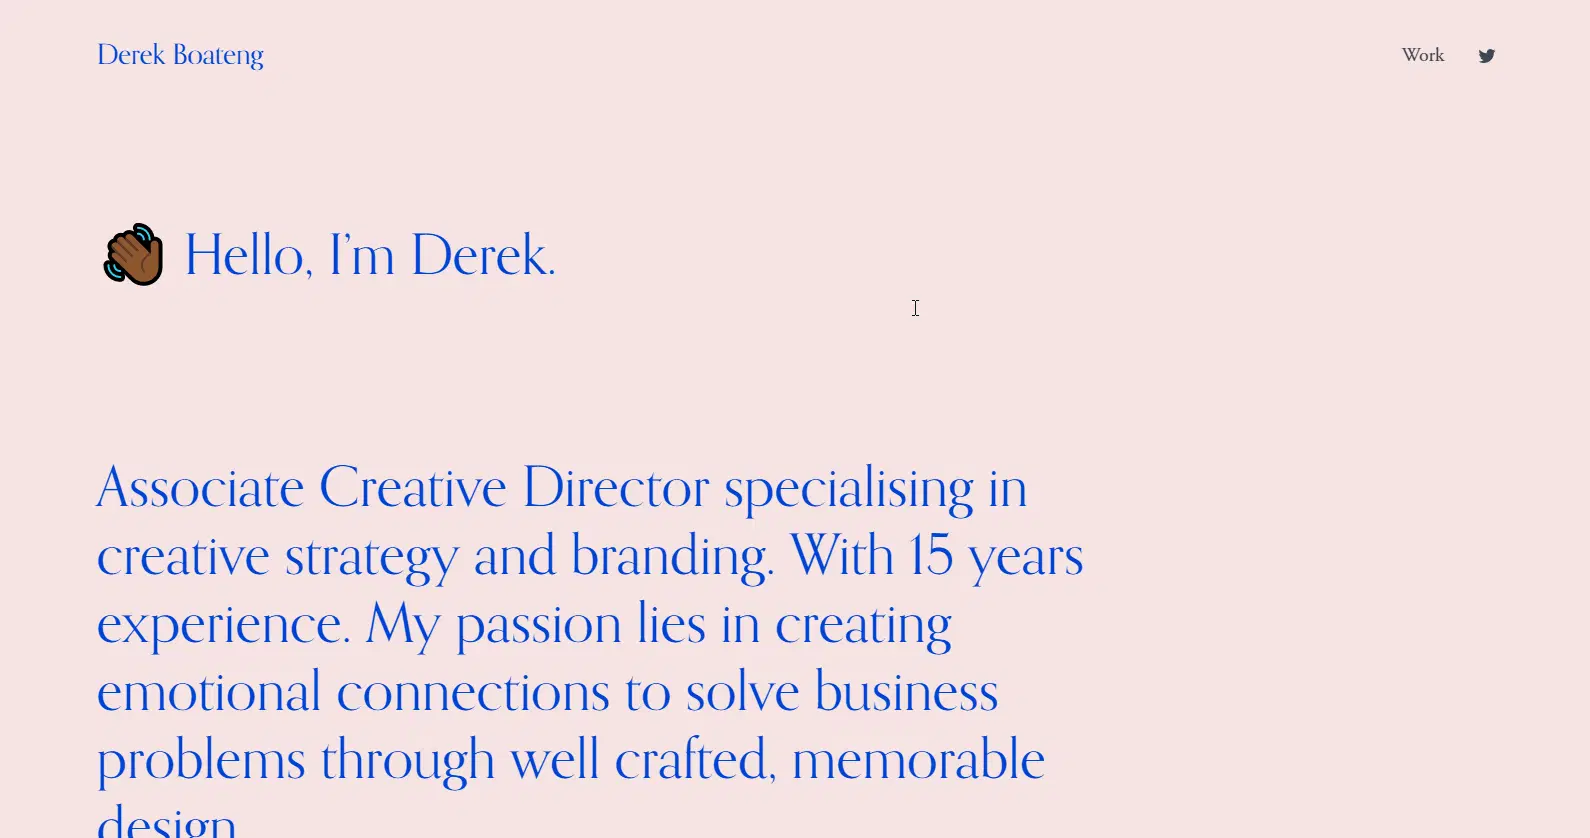 Derek Boateng
Work
Hello, I’m Derek.
Associate Creative Director specialising in
creative strategy and branding. With 15 years
experience. My passion lies in creating
emotional connections to solve business
problems through well crafted, memorable
design